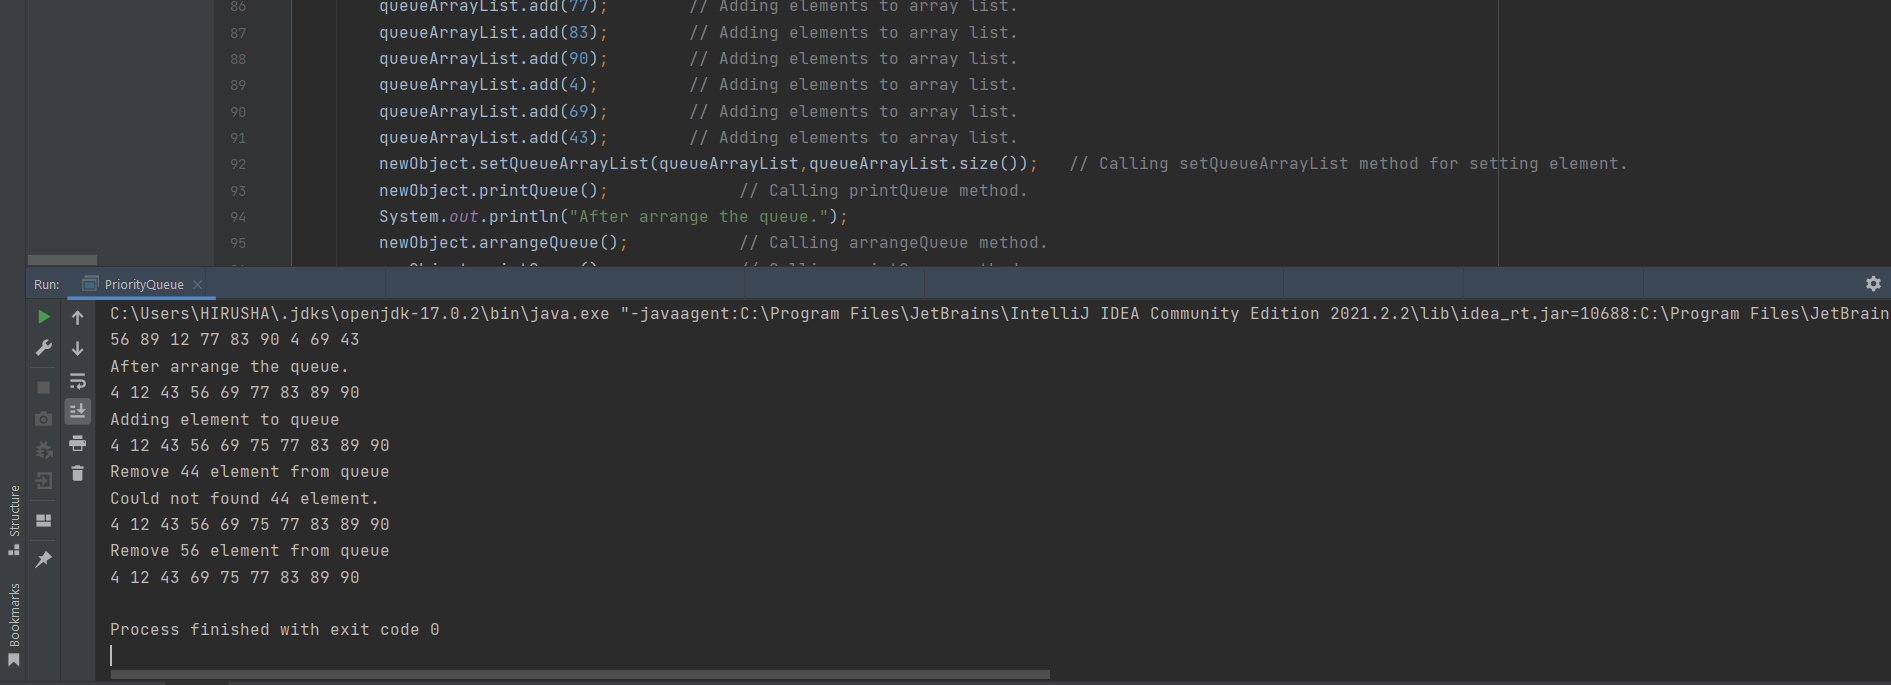 86 queueArrayList.add(77); // Adding elements to array list.
87 queueArrayList.add(83); // Adding elements to array list.
88 queueArrayList.add(90); // Adding elements to array list.
89 queueArrayList.add(4); // Adding elements to array list.
90 queueArrayList.add(69); // Adding elements to array list.
91 queueArrayList.add(43); // Adding elements to array list.
92 newObject.setQueueArrayList(queueArrayList,queueArrayList.size()); // Calling setQueueArrayList method for setting element.
93 newObject.printQueue(); // Calling printQueue method.
94 System.out.println("After arrange the queue.");
95 newObject.arrangeQueue(); // Calling arrangeQueue method.
Run: PriorityQueue
C:\Users\HIRUSHA\.jdks\openjdk-17.0.2\bin\java.exe "-javaagent:C:\Program Files\JetBrains\IntelliJ IDEA Community Edition 2021.2.2\lib\idea_rt.jar=10688:C:\Program Files\JetBrain
56 89 12 77 83 90 4 69 43
After arrange the queue.
4 12 43 56 69 77 83 89 90
Adding element to queue
4 12 43 56 69 75 77 83 89 90
Remove 44 element from queue
Could not found 44 element.
4 12 43 56 69 75 77 83 89 90
Remove 56 element from queue
4 12 43 69 75 77 83 89 90
Process finished with exit code 0
Structure
Bookmarks